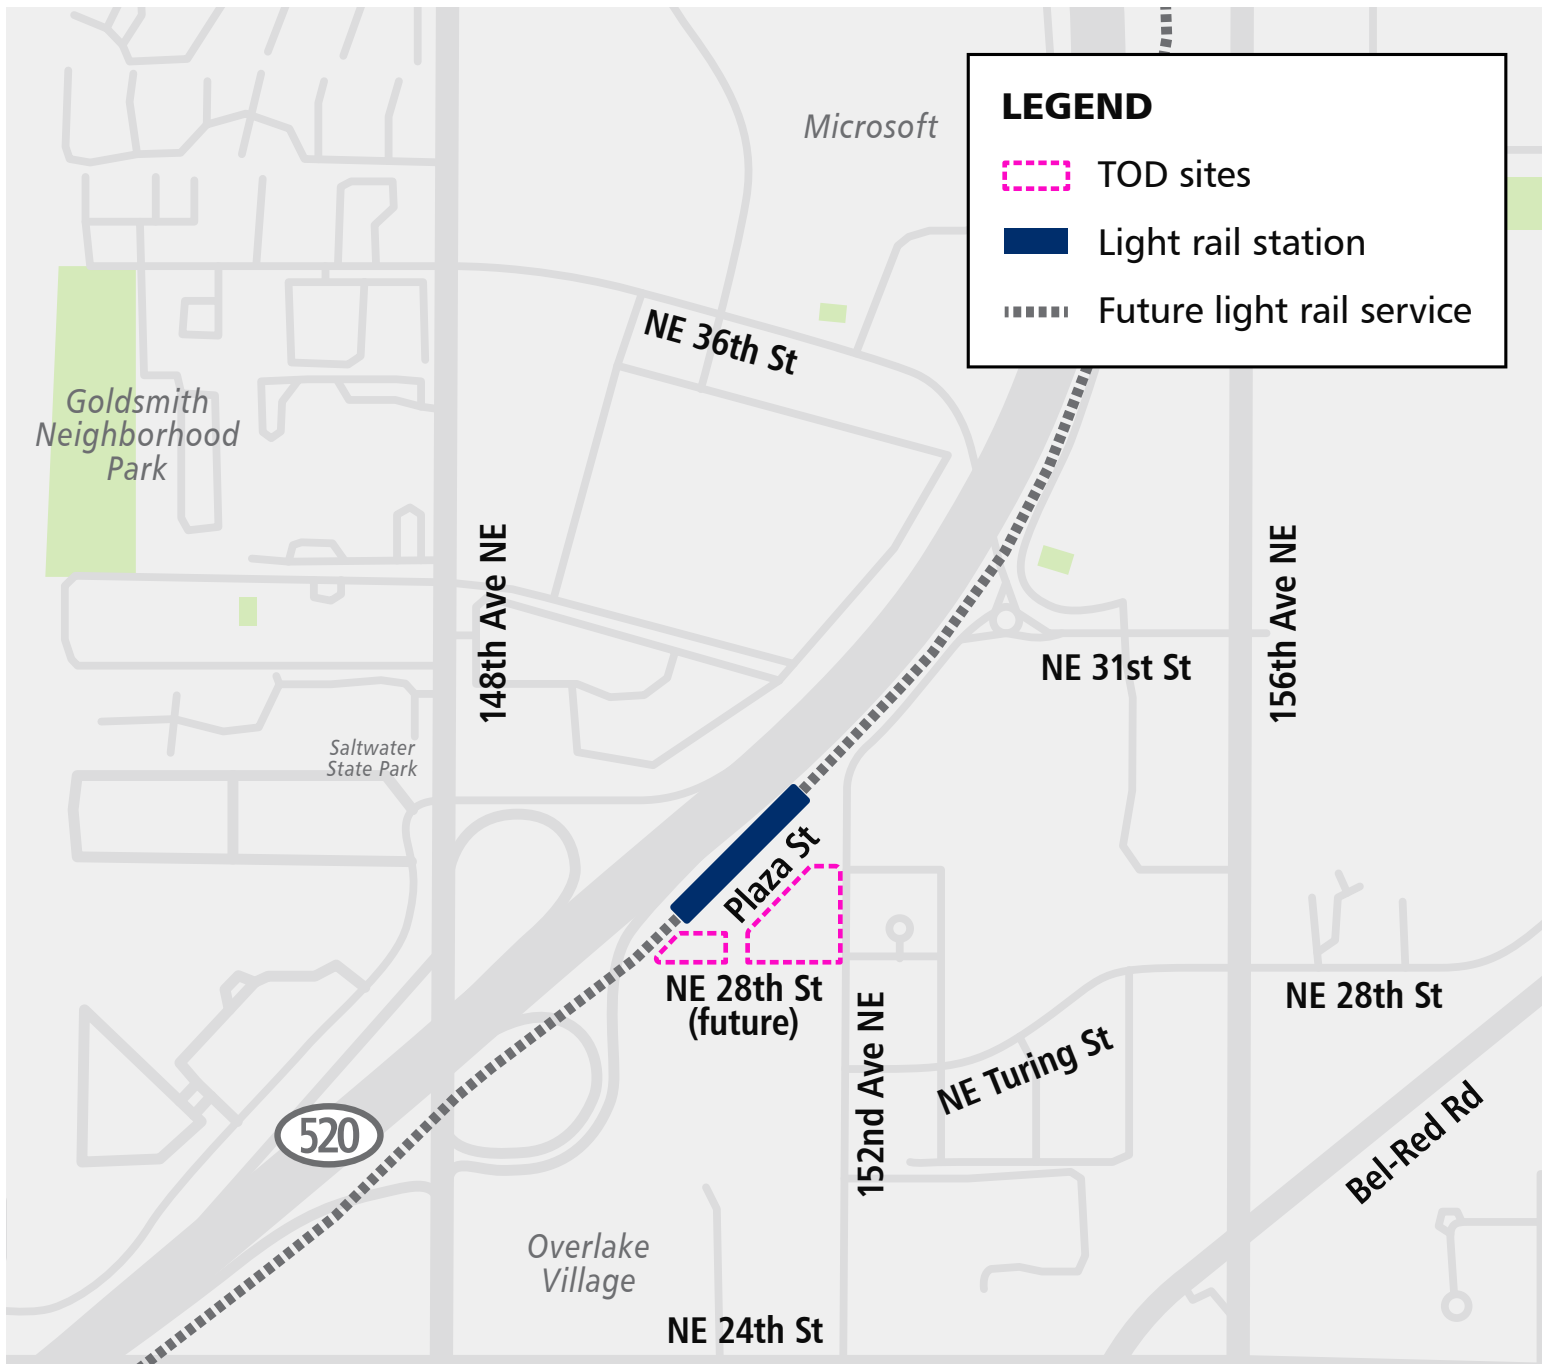 Microsoft
LEGEND
TOD sites
Light rail station
Future light rail service
NE 36th St
Goldsmith
Neighborhood
Park
148th Ave NE
156th Ave NE
NE 31st St
Saltwater
State Park
Plaza St
NE 28th St
(future)
NE 28th St
152nd Ave NE
NE Turing St
Bel-Red Rd
520
Overlake
Village
NE 24th St